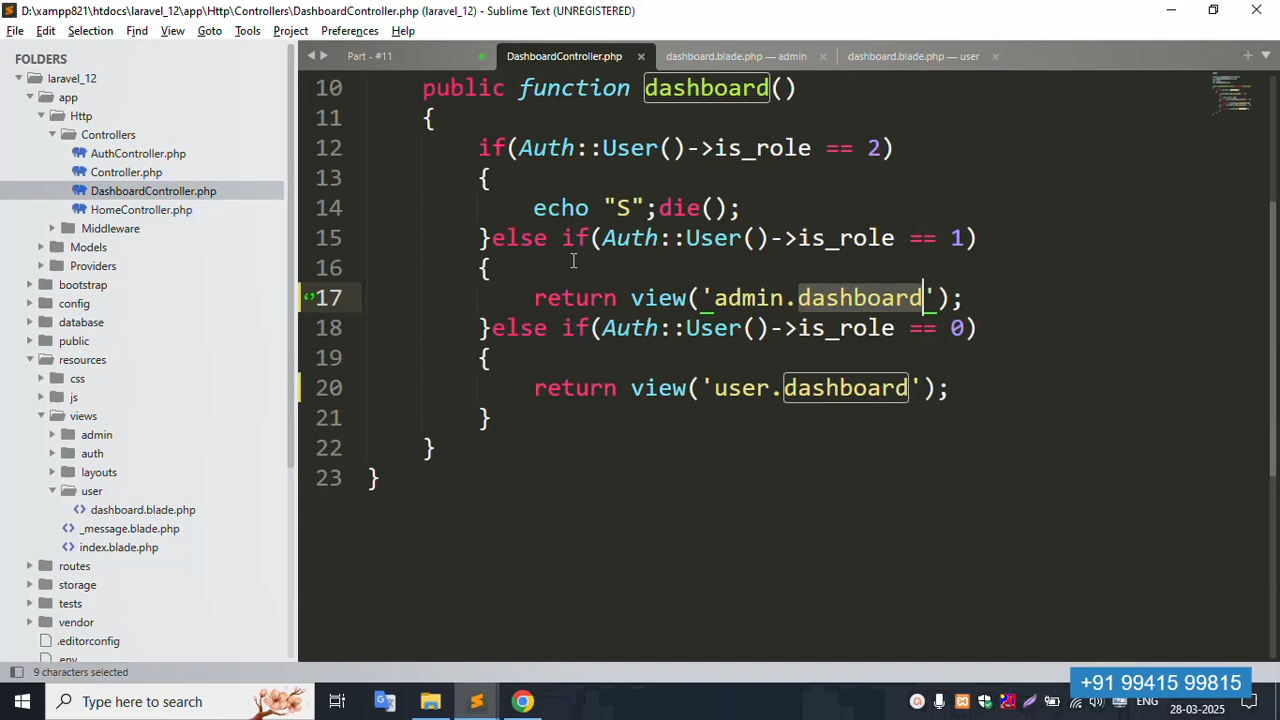 D:\xampp821\htdocs\laravel_12\app\Http\Controllers\DashboardController.php (laravel_12) - Sublime Text (UNREGISTERED)
File Edit Selection Find View Goto Tools Project Preferences Help
FOLDERS
laravel_12
app
Http
Controllers
AuthController.php
Controller.php
DashboardController.php
HomeController.php
Middleware
Models
Providers
bootstrap
config
database
public
resources
css
js
views
admin
auth
layouts
user
dashboard.blade.php
_message.blade.php
index.blade.php
routes
storage
tests
vendor
.editorconfig
.env
Part - #11 DashboardController.php dashboard.blade.php — admin dashboard.blade.php — user
10 public function dashboard()
11 {
12 if(Auth::User()->is_role == 2)
13 {
14 echo "S";die();
15 }else if(Auth::User()->is_role == 1)
16 {
17 return view('admin.dashboard');
18 }else if(Auth::User()->is_role == 0)
19 {
20 return view('user.dashboard');
21 }
22 }
23 }
9 characters selected
Type here to search
ENG
+91 99415 99815
28-03-2025